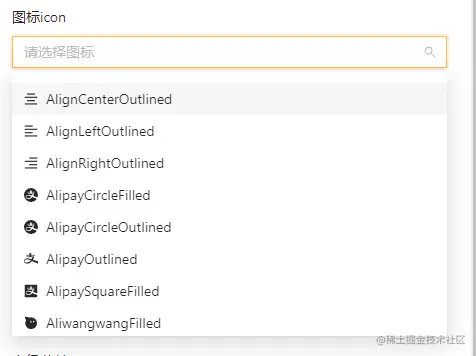 图标icon
请选择图标
AlignCenterOutlined
AlignLeftOutlined
AlignRightOutlined
AlipayCircleFilled
AlipayCircleOutlined
AlipayOutlined
AlipaySquareFilled
AliwangwangFilled
@稀土掘金技术社区